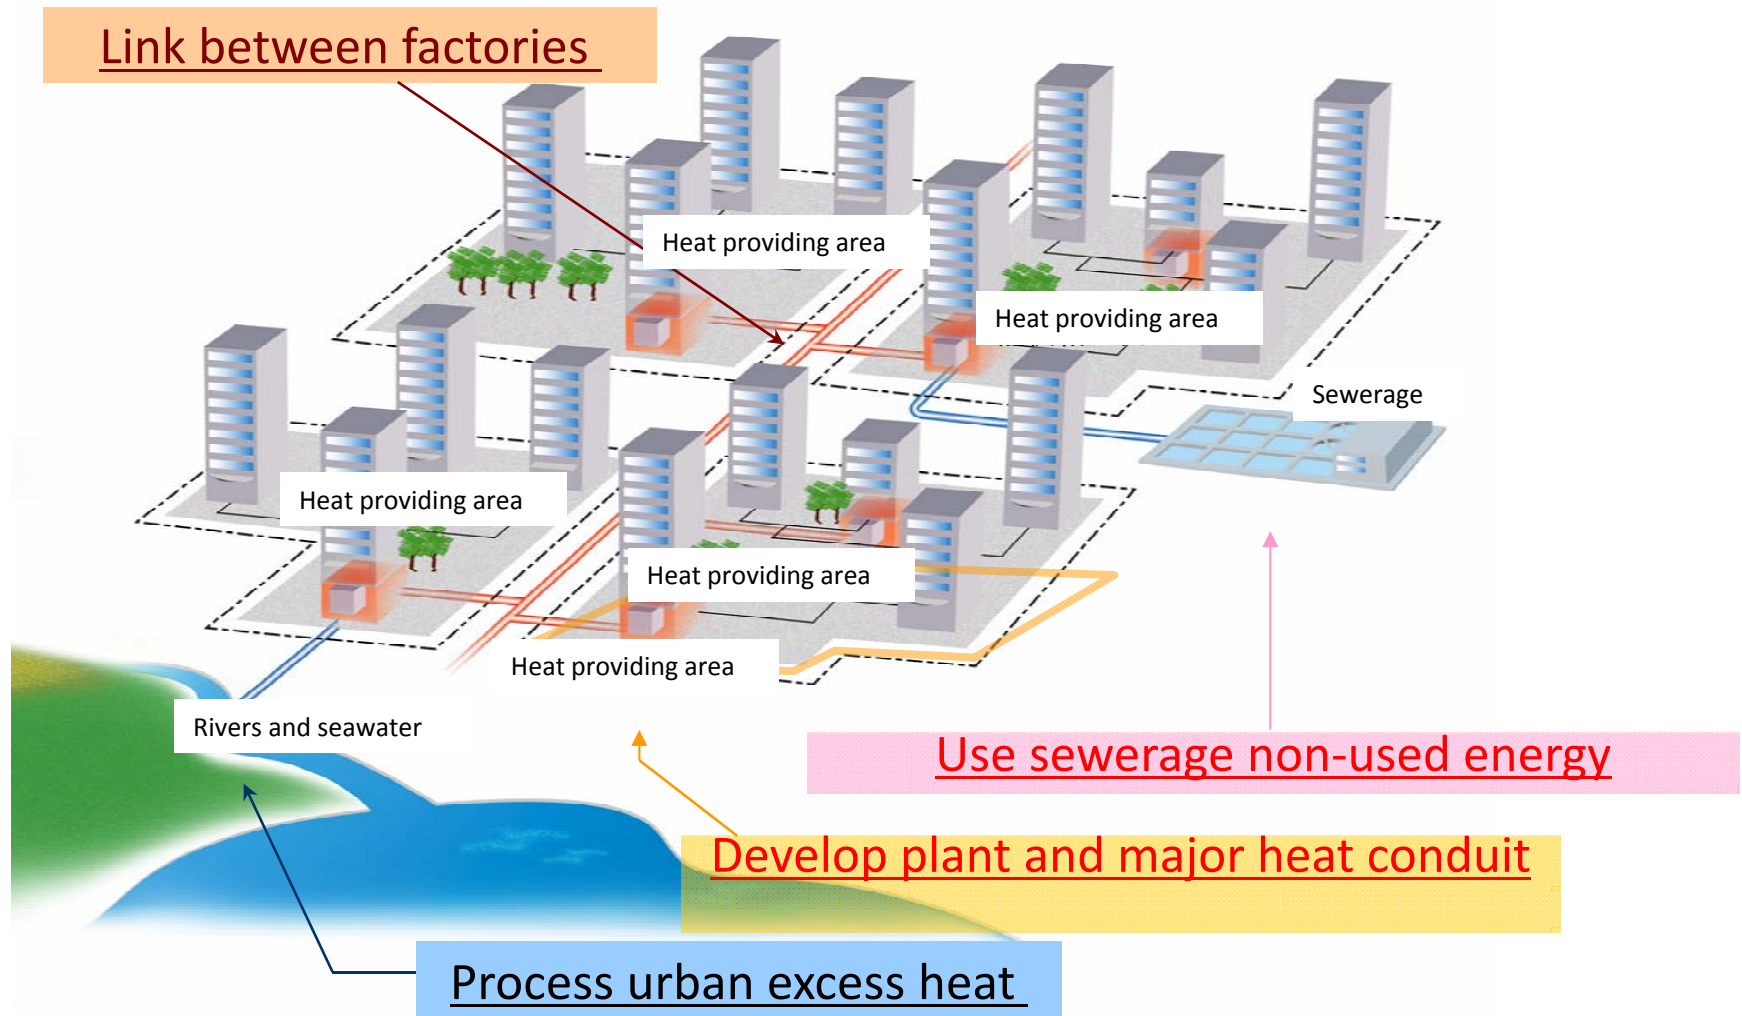 Link between factories
Heat providing area
Heat providing area
Sewerage
Heat providing area
Heat providing area
Heat providing area
Rivers and seawater
Use sewerage non-used energy
Develop plant and major heat conduit
Process urban excess heat